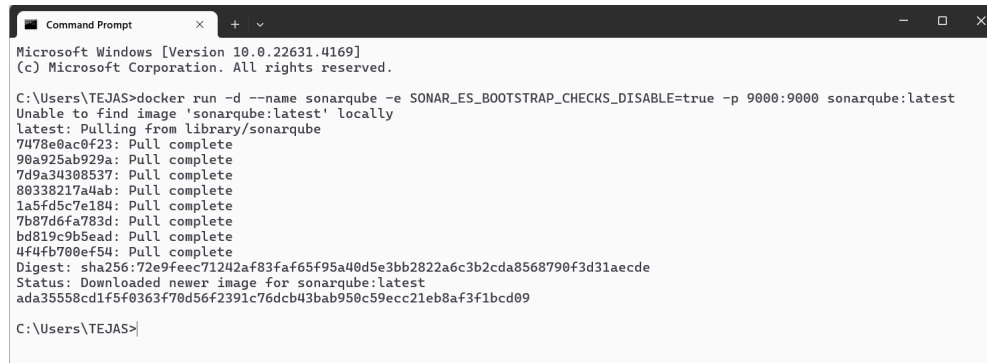 Command Prompt
Microsoft Windows [Version 10.0.22631.4169]
(c) Microsoft Corporation. All rights reserved.
C:\Users\TEJAS>docker run -d --name sonarqube -e SONAR_ES_BOOTSTRAP_CHECKS_DISABLE=true -p 9000:9000 sonarqube:latest
Unable to find image 'sonarqube:latest' locally
latest: Pulling from library/sonarqube
7478e0ac0f23: Pull complete
90a925ab929a: Pull complete
7d9a34308537: Pull complete
80338217a4ab: Pull complete
1a5fd5c7e184: Pull complete
7b87d6fa783d: Pull complete
bd819c9b5ead: Pull complete
4f4fb700ef54: Pull complete
Digest: sha256:72e9feec71242af83faf65f95a40d5e3bb2822a6c3b2cda8568790f3d31aecde
Status: Downloaded newer image for sonarqube:latest
ada35558cd1f5f0363f70d56f2391c76dcb43bab950c59ecc21eb8af3f1bcd09
C:\Users\TEJAS>